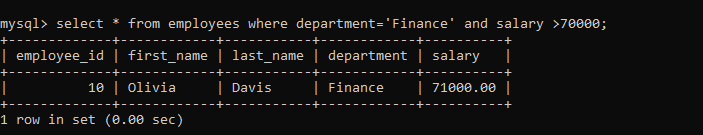 mysql> select * from employees where department='Finance' and salary >70000;
+-------------+------------+-----------+------------+----------+
| employee_id | first_name | last_name | department | salary   |
+-------------+------------+-----------+------------+----------+
|          10 | Olivia     | Davis     | Finance    | 71000.00 |
+-------------+------------+-----------+------------+----------+
1 row in set (0.00 sec)